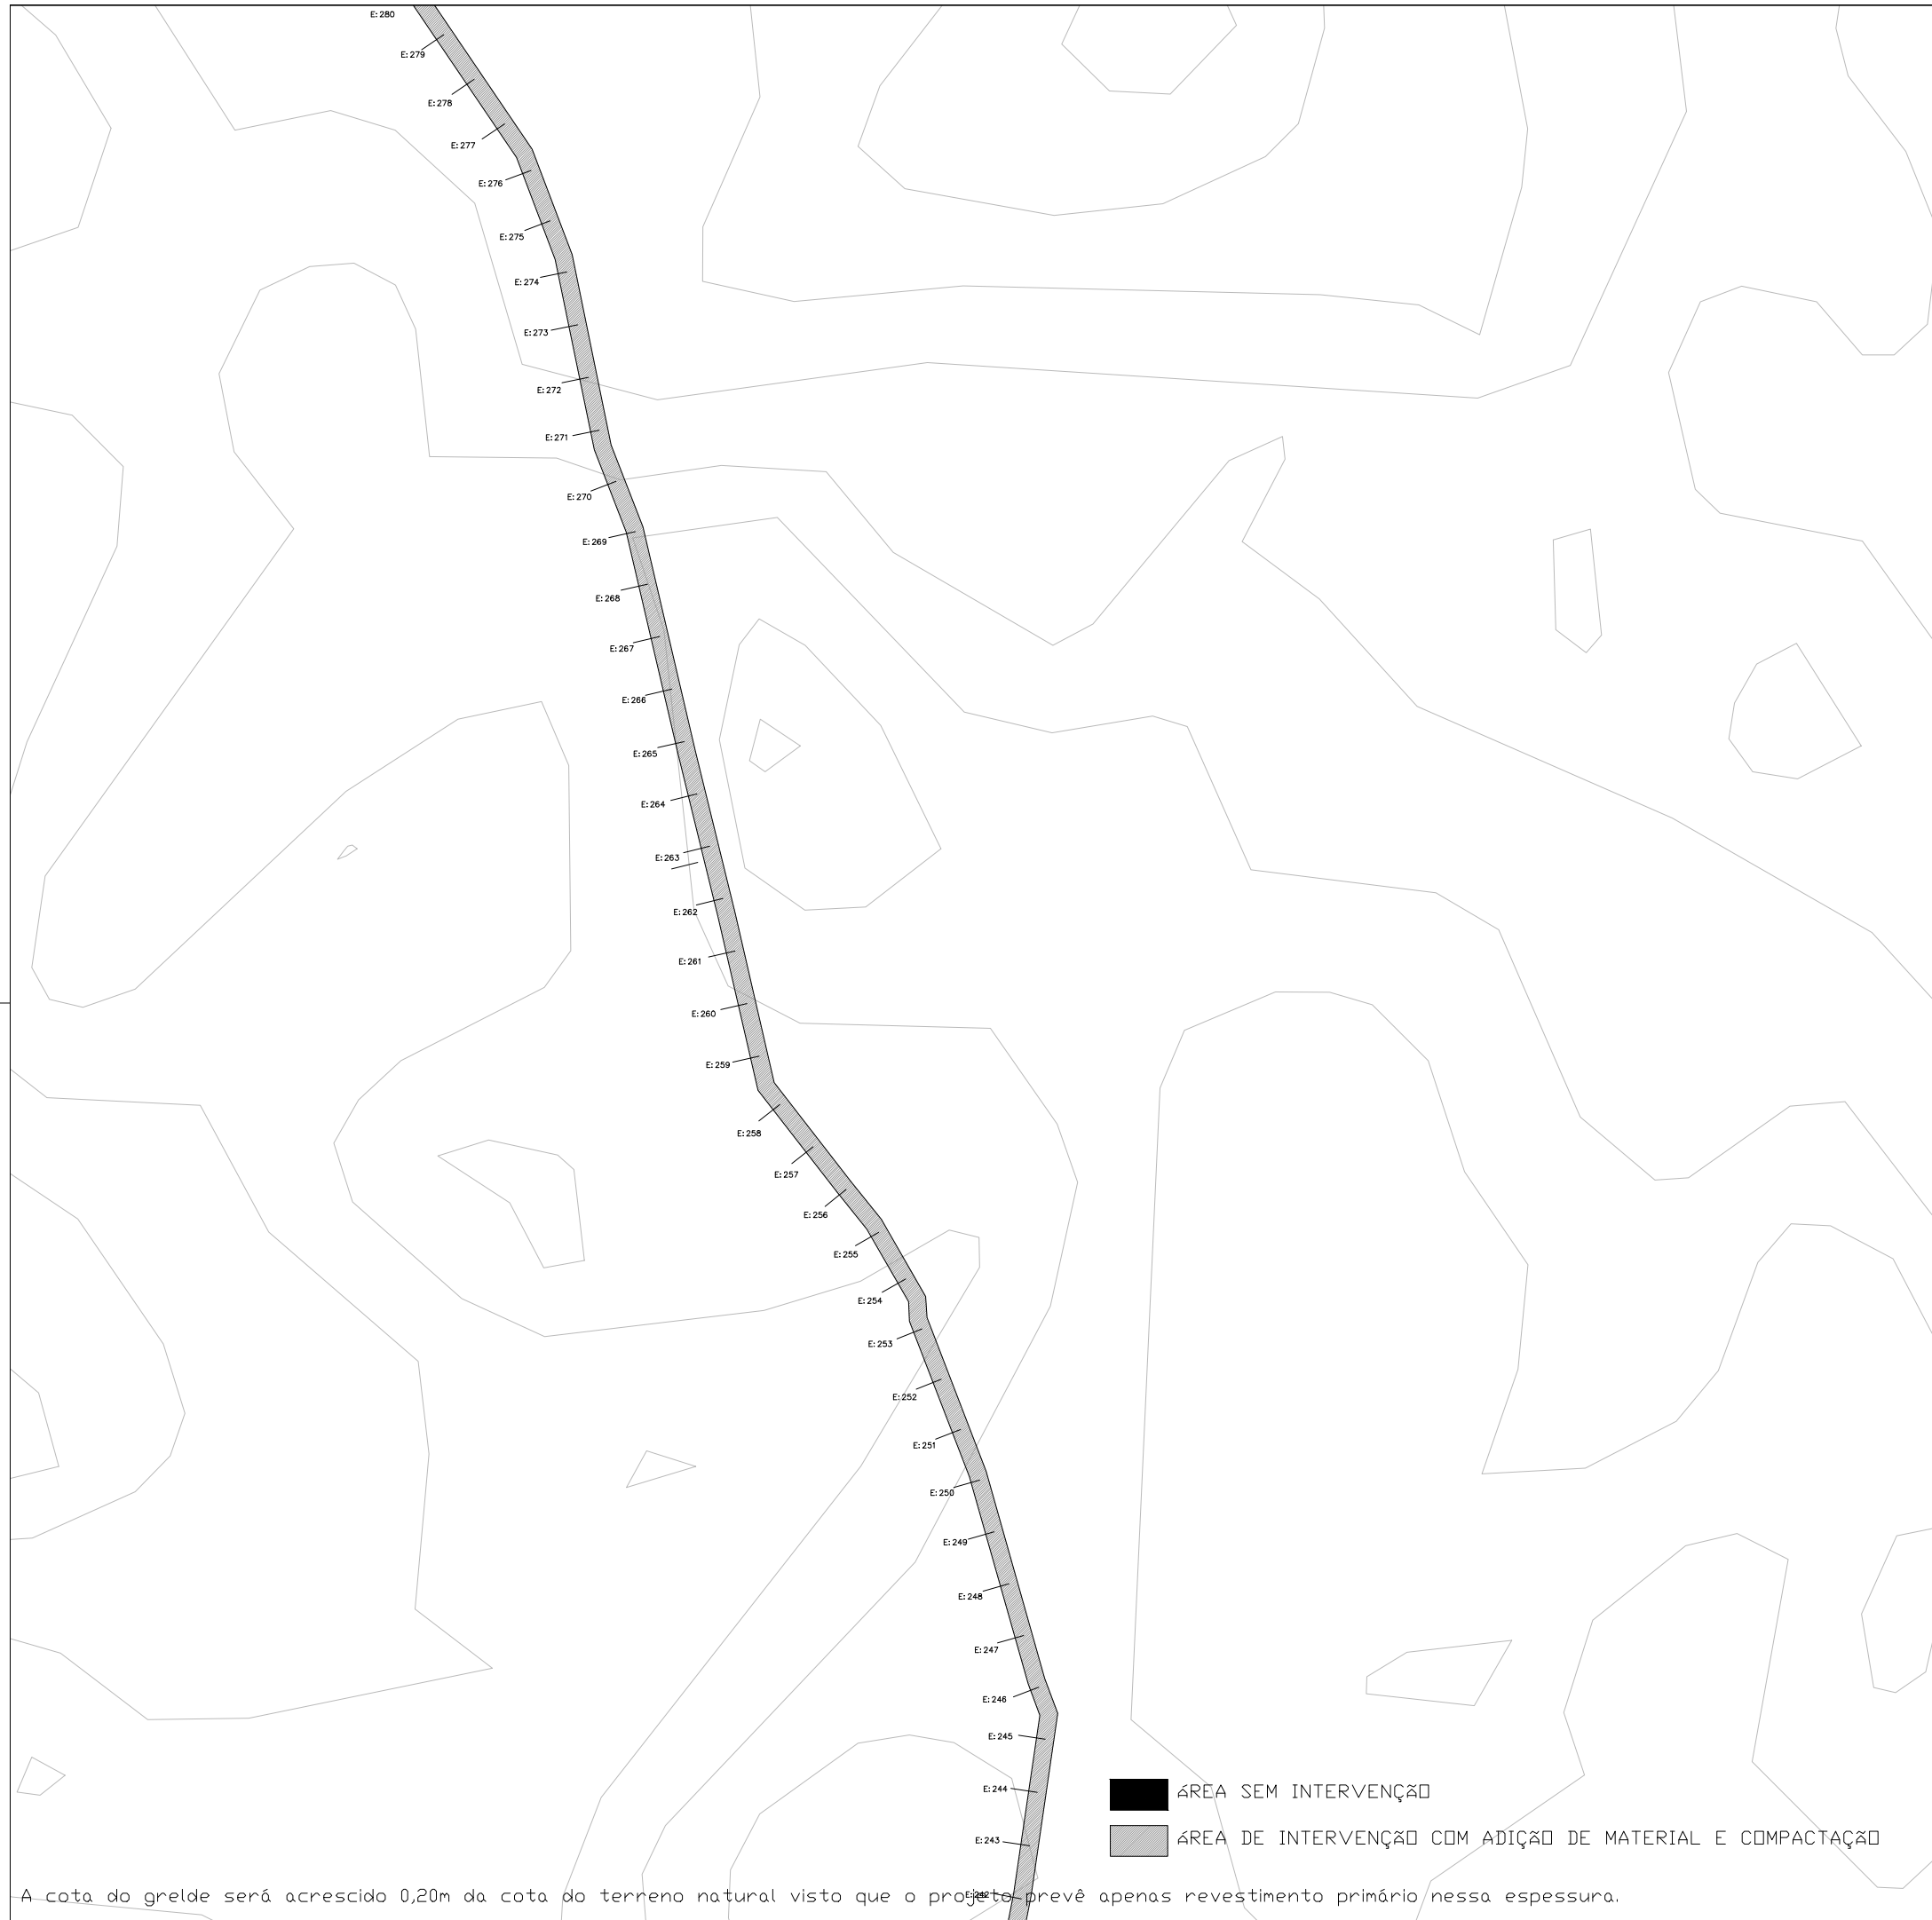 E:280
E:279
E:278
E:277
E:276
E:275
E:274
E:273
E:272
E:271
E:270
E:269
E:268
E:267
E:266
E:265
E:264
E:263
E:262
E:261
E:260
E:259
E:258
E:257
E:256
E:255
E:254
E:253
E:252
E:251
E:250
E:249
E:248
E:247
E:246
E:245
E:244
ÁREA SEM INTERVENÇÃO
E:243
ÁREA DE INTERVENÇÃO COM ADIÇÃO DE MATERIAL E COMPACTAÇÃO
E:242
A cota do grelde será acrescido 0,20m da cota do terreno natural visto que o projeto prevê apenas revestimento primário nessa espessura.